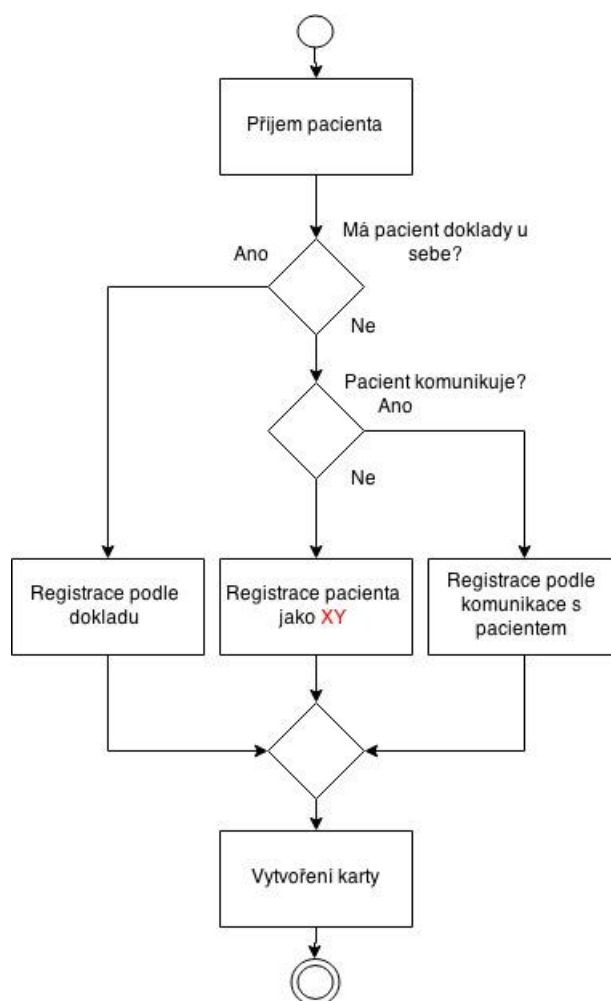 Příjem pacienta
Má pacient doklady u
sebe?
Ano
Ne
Pacient komunikuje?
Ano
Ne
Registrace podle
dokladu
Registrace pacienta
jako XY
Registrace podle
komunikace s
pacientem
Vytvoření karty